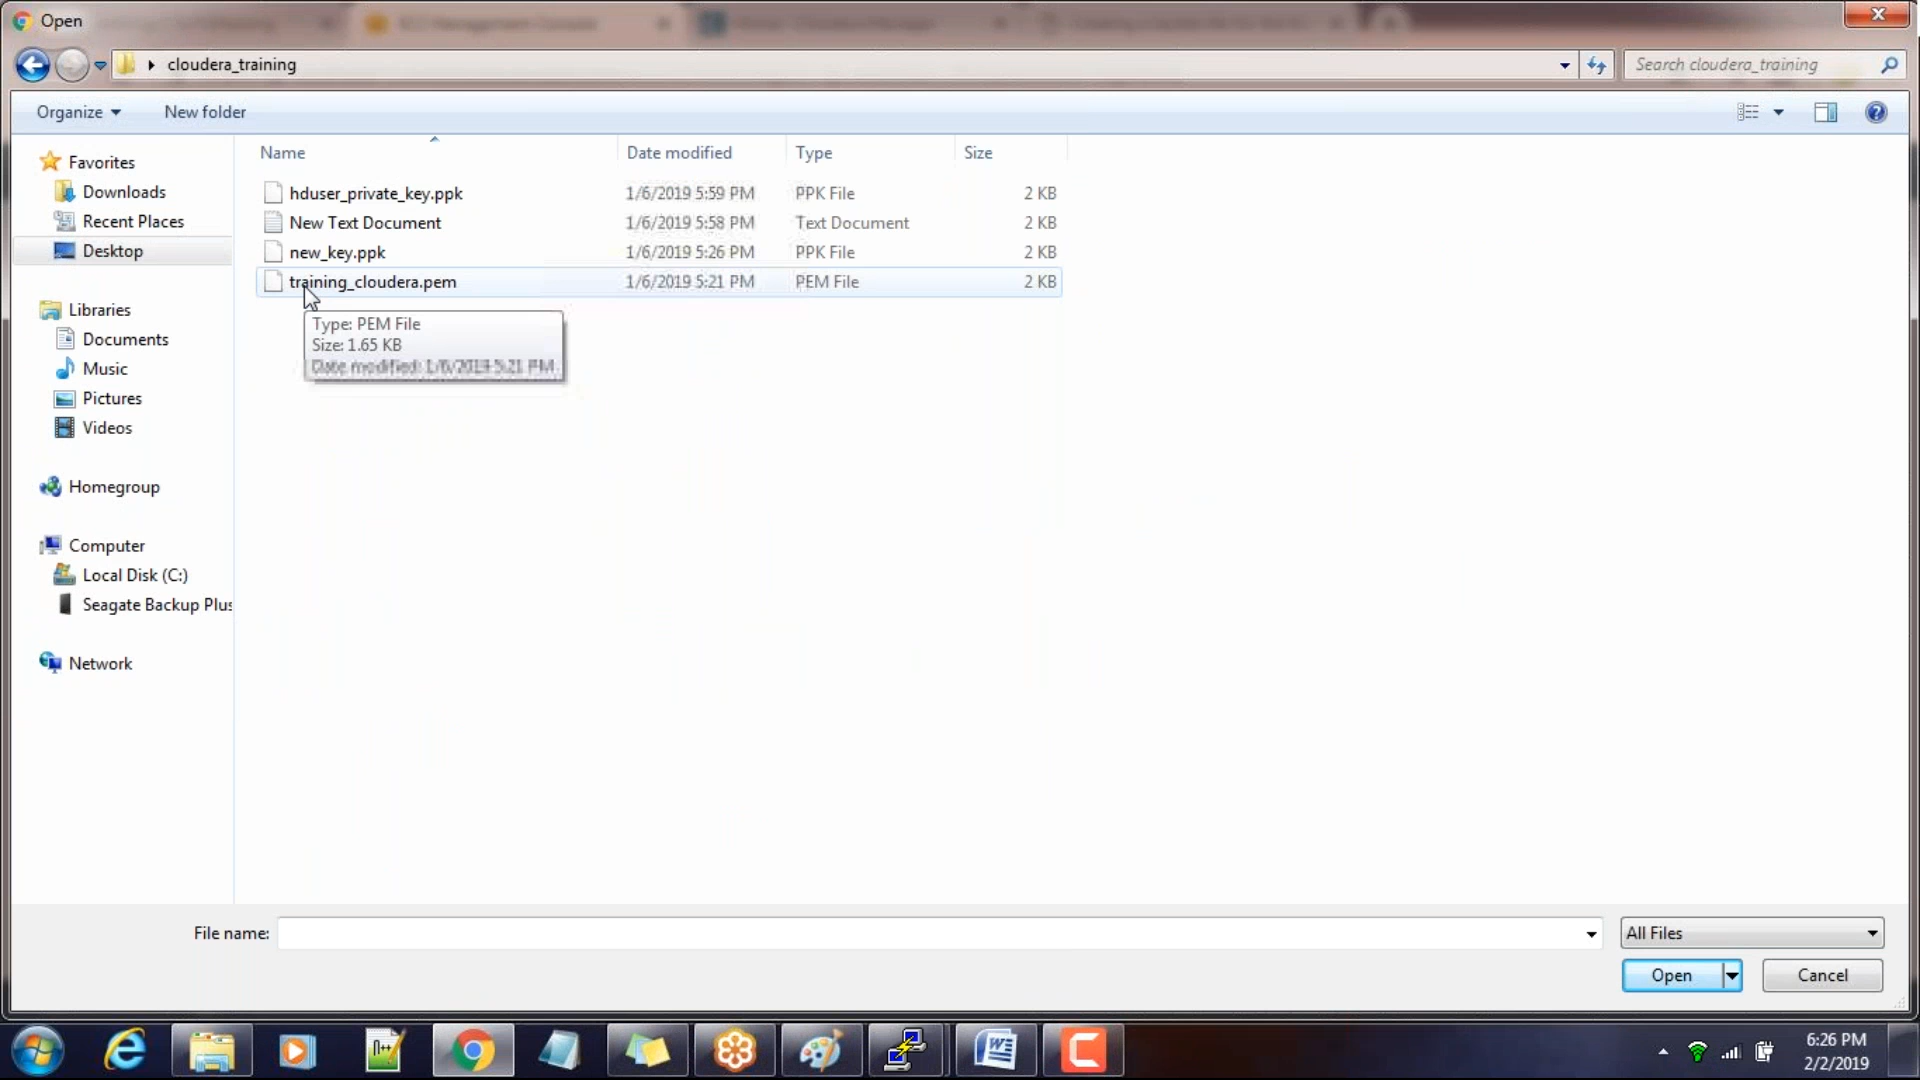 Open
cloudera_training
Search cloudera_training
Organize
New folder
Name
Date modified
Type
Size
Favorites
Downloads
Recent Places
Desktop
Libraries
Documents
Music
Pictures
Videos
Homegroup
Computer
Local Disk (C:)
Seagate Backup Plus
Network
hduser_private_key.ppk 1/6/2019 5:59 PM PPK File 2 KB
New Text Document 1/6/2019 5:58 PM Text Document 2 KB
new_key.ppk 1/6/2019 5:26 PM PPK File 2 KB
training_cloudera.pem 1/6/2019 5:21 PM PEM File 2 KB
Type: PEM File
Size: 1.65 KB
Date modified: 1/6/2019 5:21 PM
File name:
All Files
Open
Cancel
6:26 PM
2/2/2019